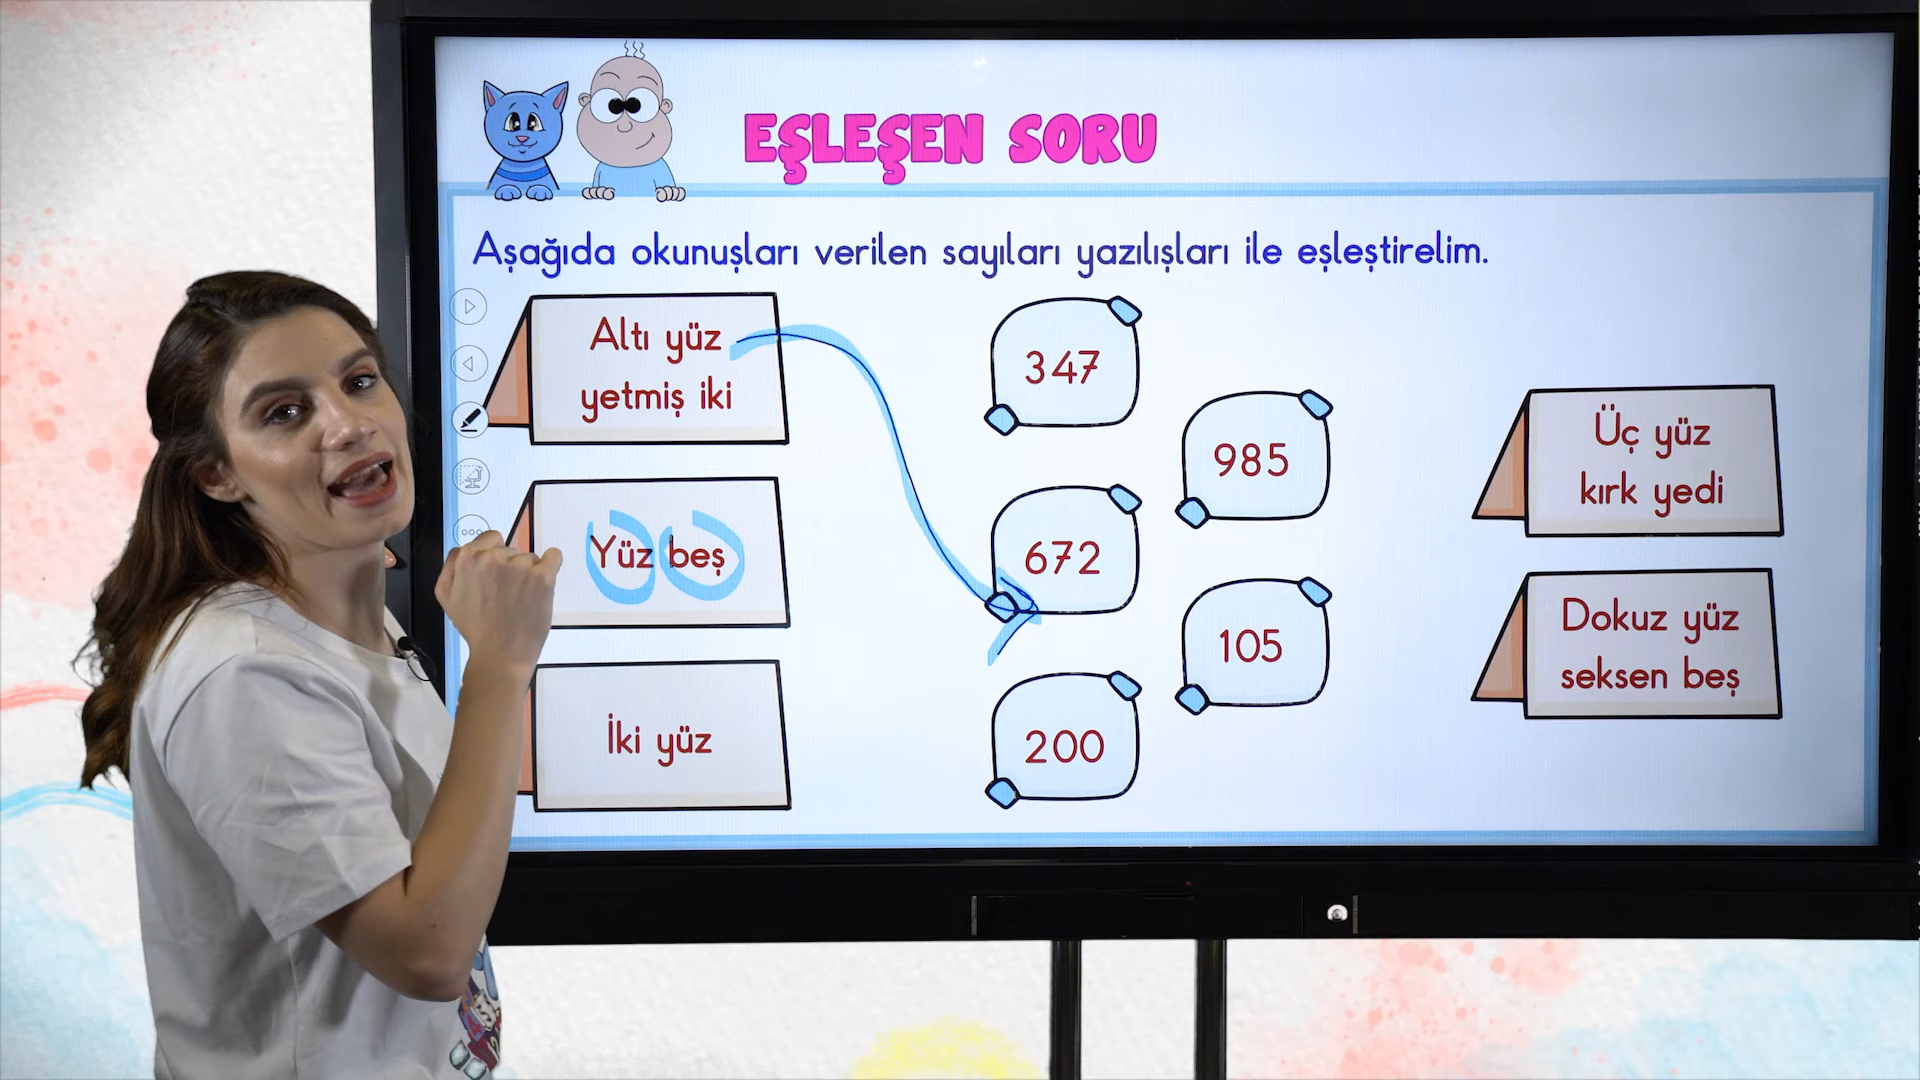 EŞLEŞEN SORU
Aşağıda okunuşları verilen sayıları yazılışları ile eşleştirelim.
Altı yüz
yetmiş iki
Yüz beş
İki yüz
347
672
200
985
105
Üç yüz
kırk yedi
Dokuz yüz
seksen beş